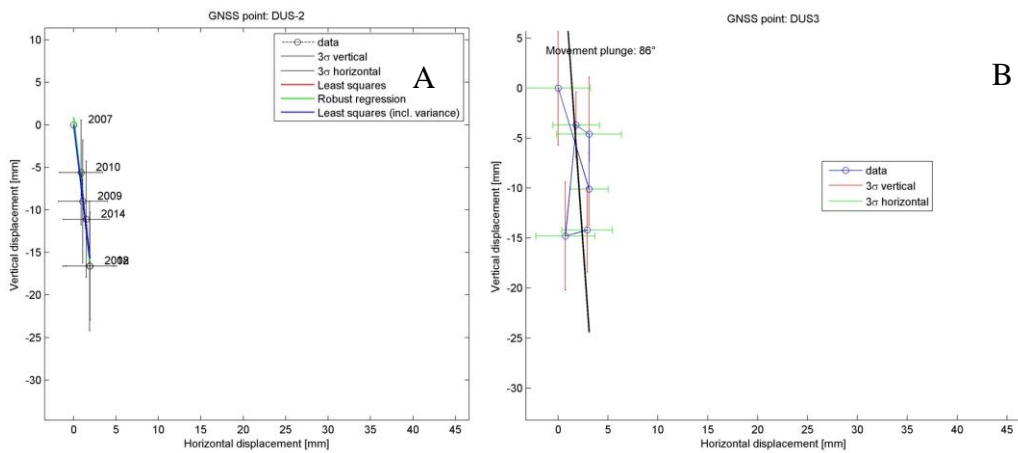 GNSS point: DUS-2
10
5
0
-5
-10
-15
-20
-25
-30
Vertical displacement [mm]
data
3σ vertical
3σ horizontal
Least squares
Robust regression
Least squares (incl. variance)
A
2007
2010
2009
2014
0 5 10 15 20 25 30 35 40 45
Horizontal displacement [mm]
GNSS point: DUS3
Movement plunge: 86°
B
5
0
-5
-10
-15
-20
-25
-30
Vertical displacement [mm]
data
3σ vertical
3σ horizontal
0 5 10 15 20 25 30 35 40 45
Horizontal displacement [mm]